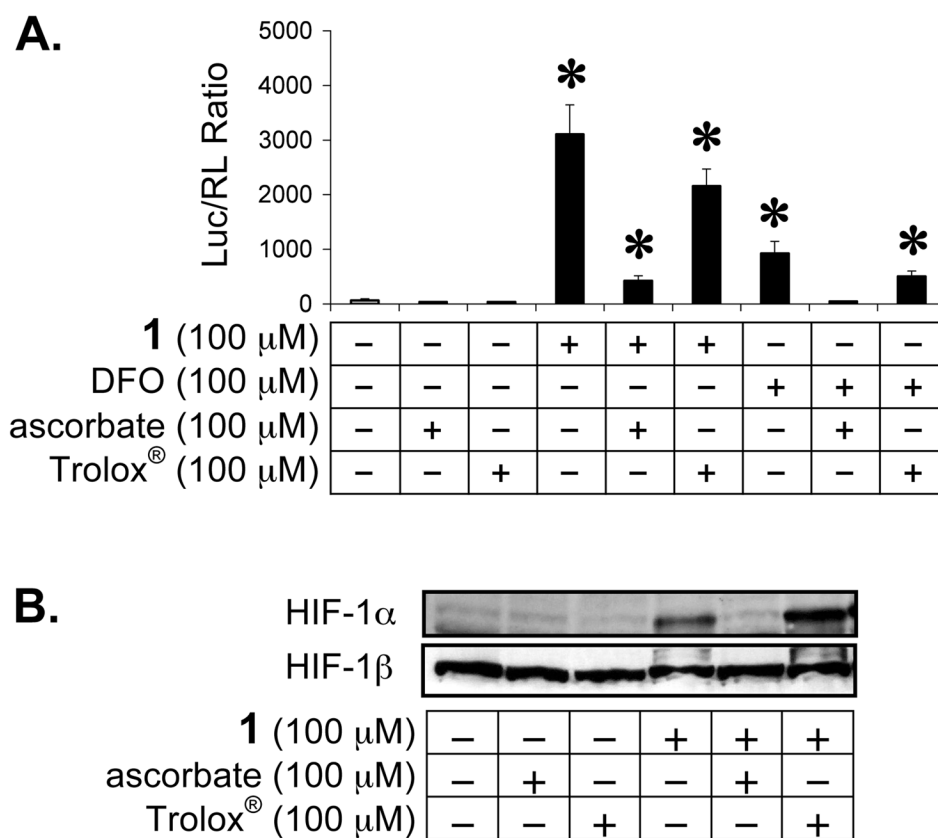 A.
Luc/RL Ratio
5000
4000
3000
2000
1000
0
* * * * *
1 (100 μM) − − − + + + − − −
DFO (100 μM) − − − − − − + + +
ascorbate (100 μM) − + − − + − − + −
Trolox® (100 μM) − − + − − + − − +
B.
HIF-1α
HIF-1β
1 (100 μM) − − − + + +
ascorbate (100 μM) − + − − + −
Trolox® (100 μM) − − + − − +